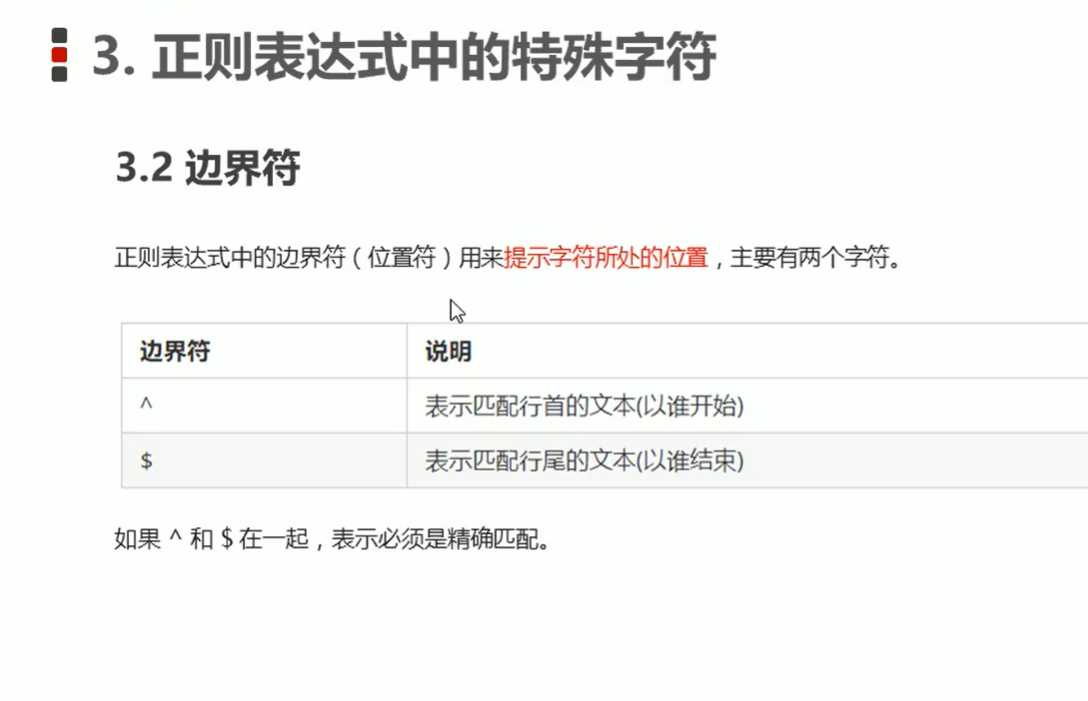 3. 正则表达式中的特殊字符
3.2 边界符
正则表达式中的边界符（位置符）用来提示字符所处的位置，主要有两个字符。
边界符 说明
^ 表示匹配行首的文本(以谁开始)
$ 表示匹配行尾的文本(以谁结束)
如果 ^ 和 $ 在一起，表示必须是精确匹配。